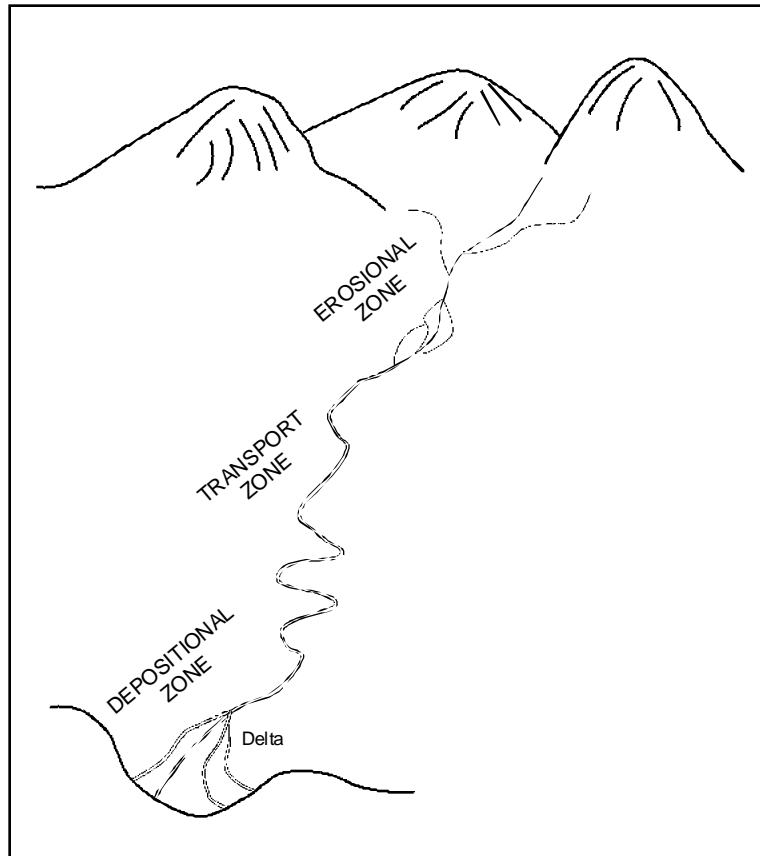 EROSIONAL
ZONE
TRANSPORT
ZONE
DEPOSITIONAL
ZONE
Delta